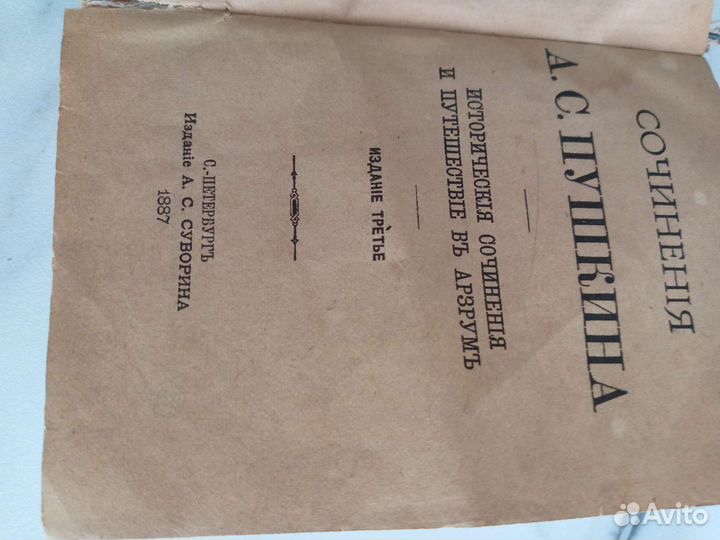 СОЧИНЕНІЯ
А. С. ПУШКИНА
ИСТОРИЧЕСКІЯ СОЧИНЕНІЯ
И ПУТЕШЕСТВІЕ ВЪ АРЗРУМЪ
ИЗДАНІЕ ТРЕТЬЕ
С.-ПЕТЕРБУРГЪ
Изданіе А. С. СУВОРИНА
1887
Avito